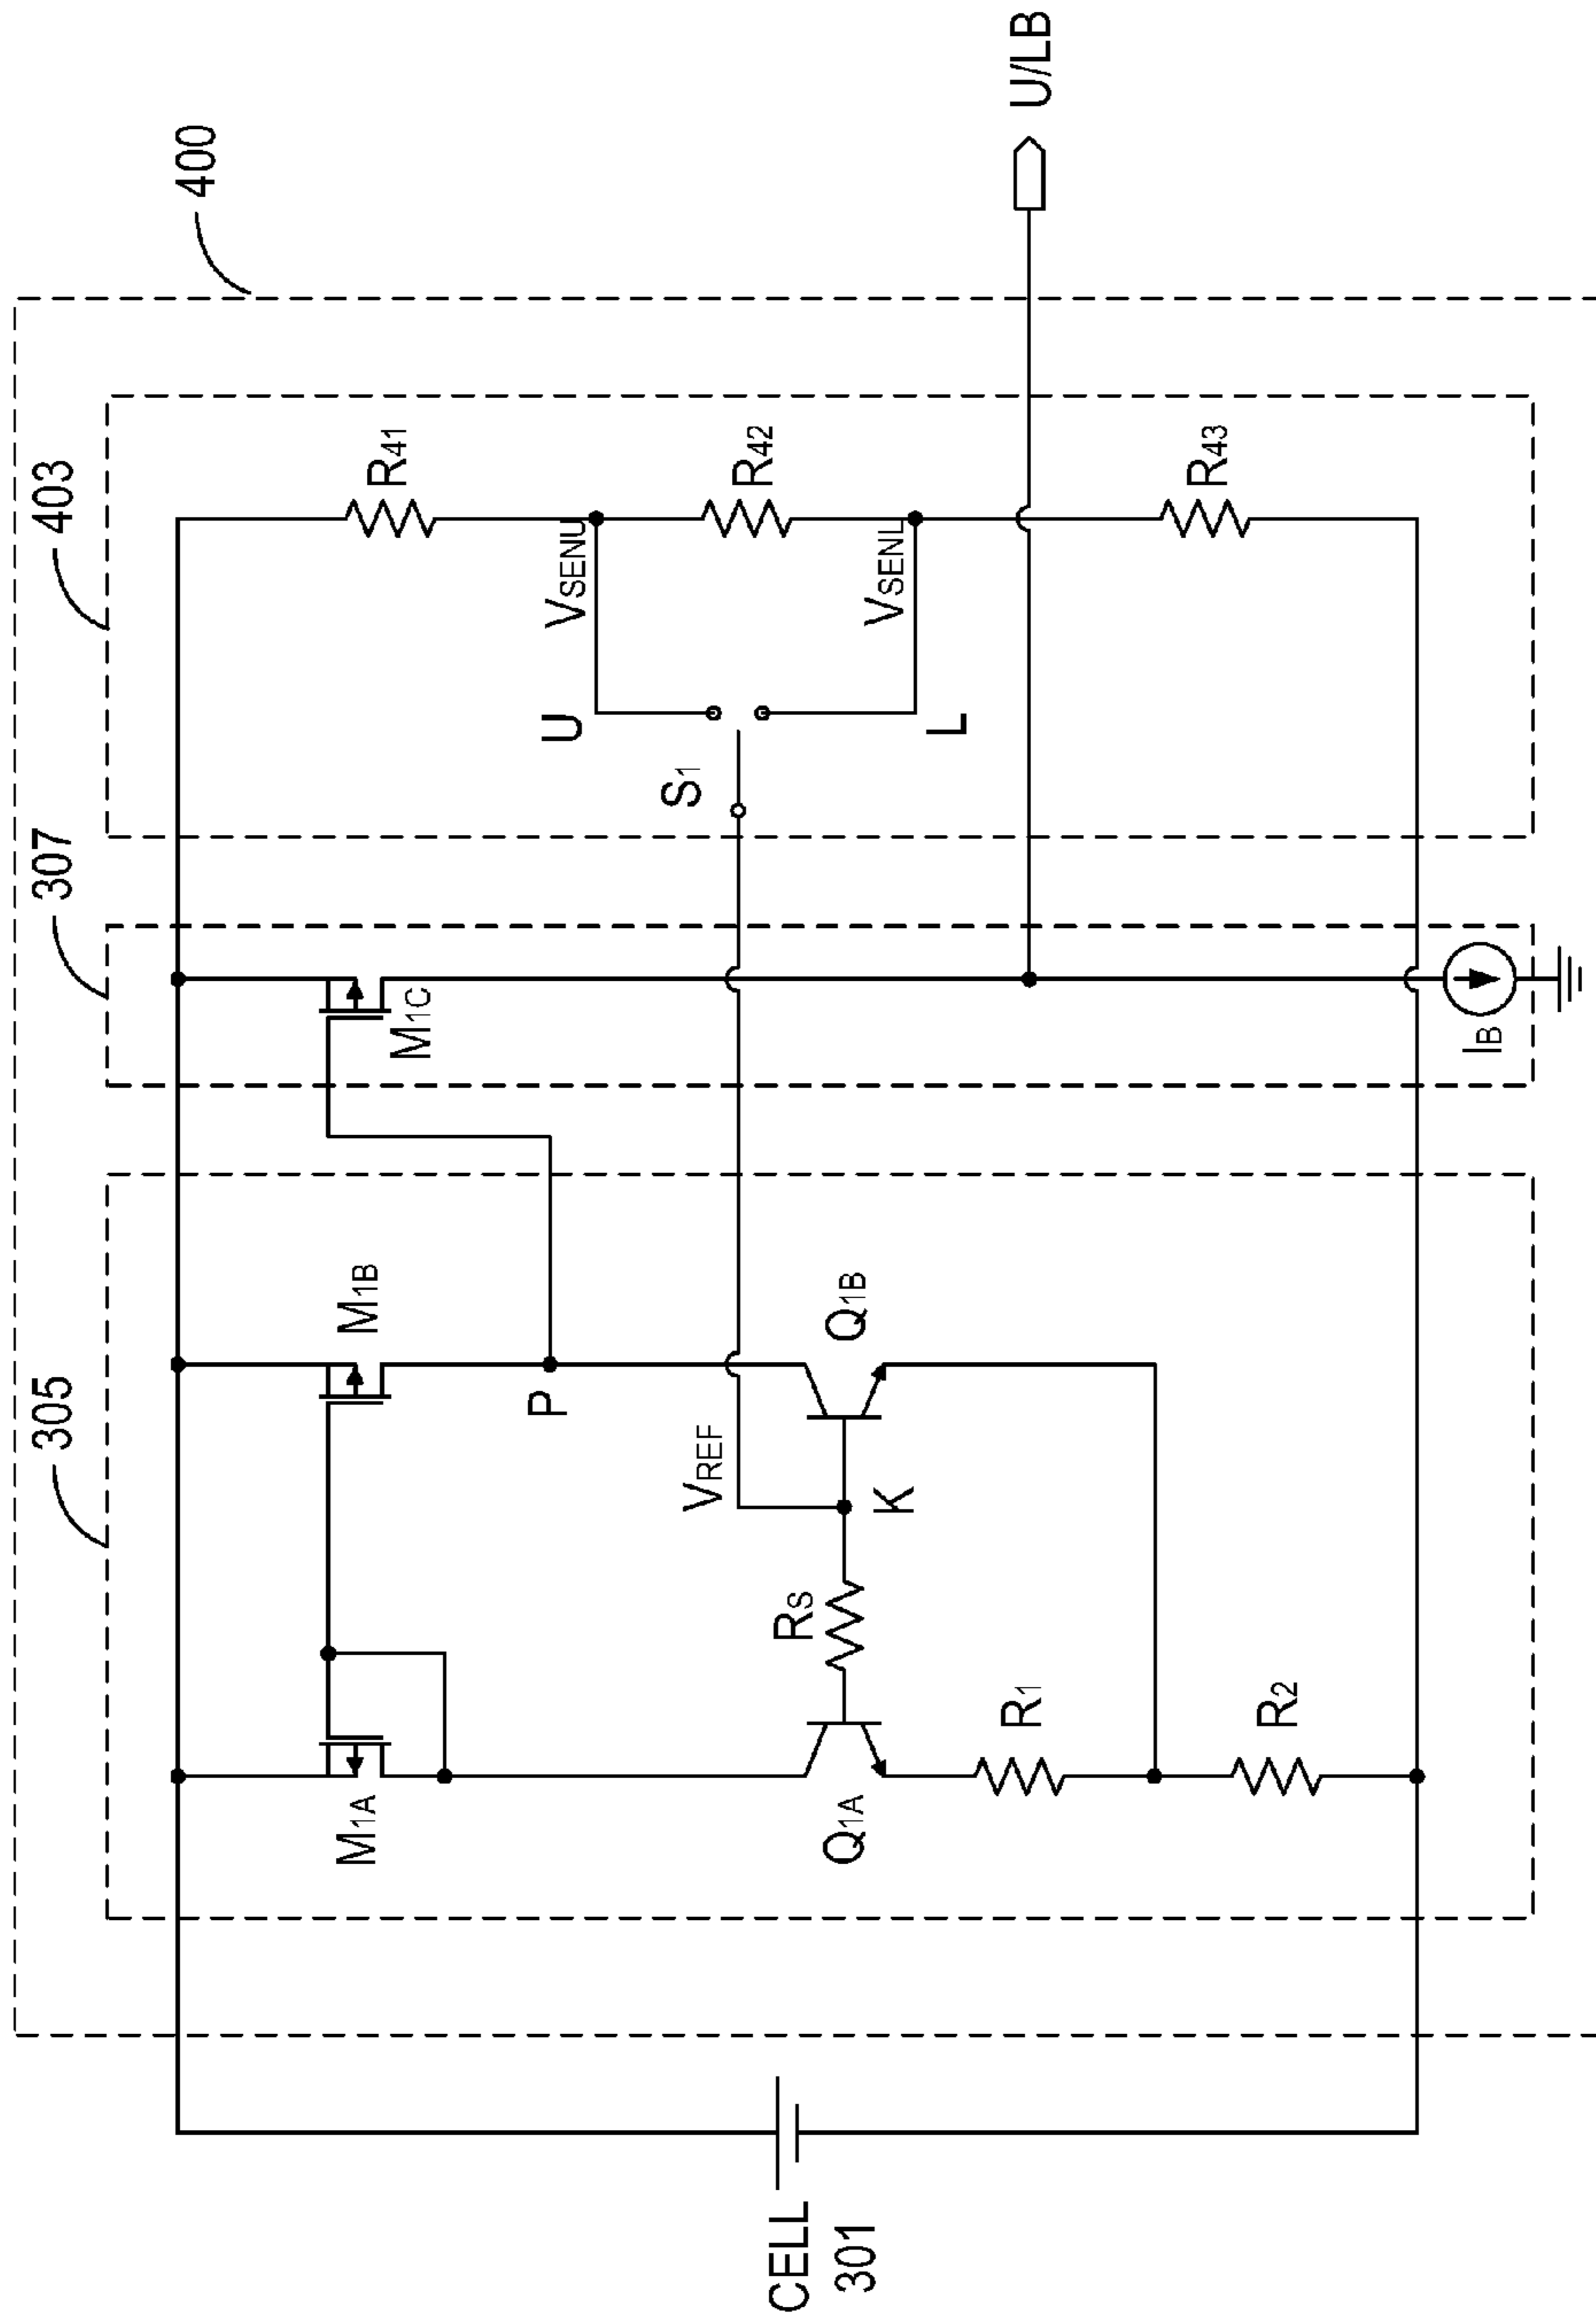 400
305
307
403
M1A
M1B
M1C
R41
P
VSENU
U
S1
VREF
R42
Q1A
RS
K
Q1B
VSENL
L
U/LB
R1
R2
R43
IB
CELL
301